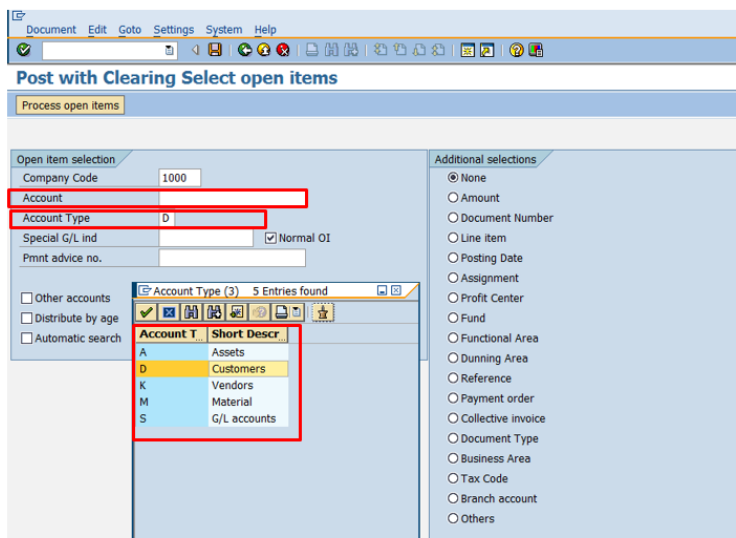 Document Edit Goto Settings System Help
Post with Clearing Select open items
Process open items
Open item selection
Company Code 1000
Account
Account Type D
Special G/L ind Normal OI
Pmnt advice no.
Other accounts
Distribute by age
Automatic search
Account Type (3) 5 Entries found
Account T... Short Descr...
A Assets
D Customers
K Vendors
M Material
S G/L accounts
Additional selections
None
Amount
Document Number
Line item
Posting Date
Assignment
Profit Center
Fund
Functional Area
Dunning Area
Reference
Payment order
Collective invoice
Document Type
Business Area
Tax Code
Branch account
Others